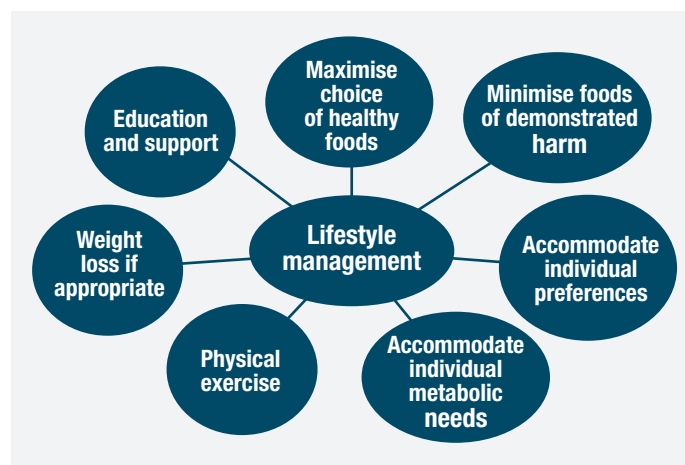 Maximise
choice
of healthy
foods
Minimise foods
of demonstrated
harm
Education
and support
Lifestyle
management
Weight
loss if
appropriate
Accommodate
individual
preferences
Physical
exercise
Accommodate
individual
metabolic
needs